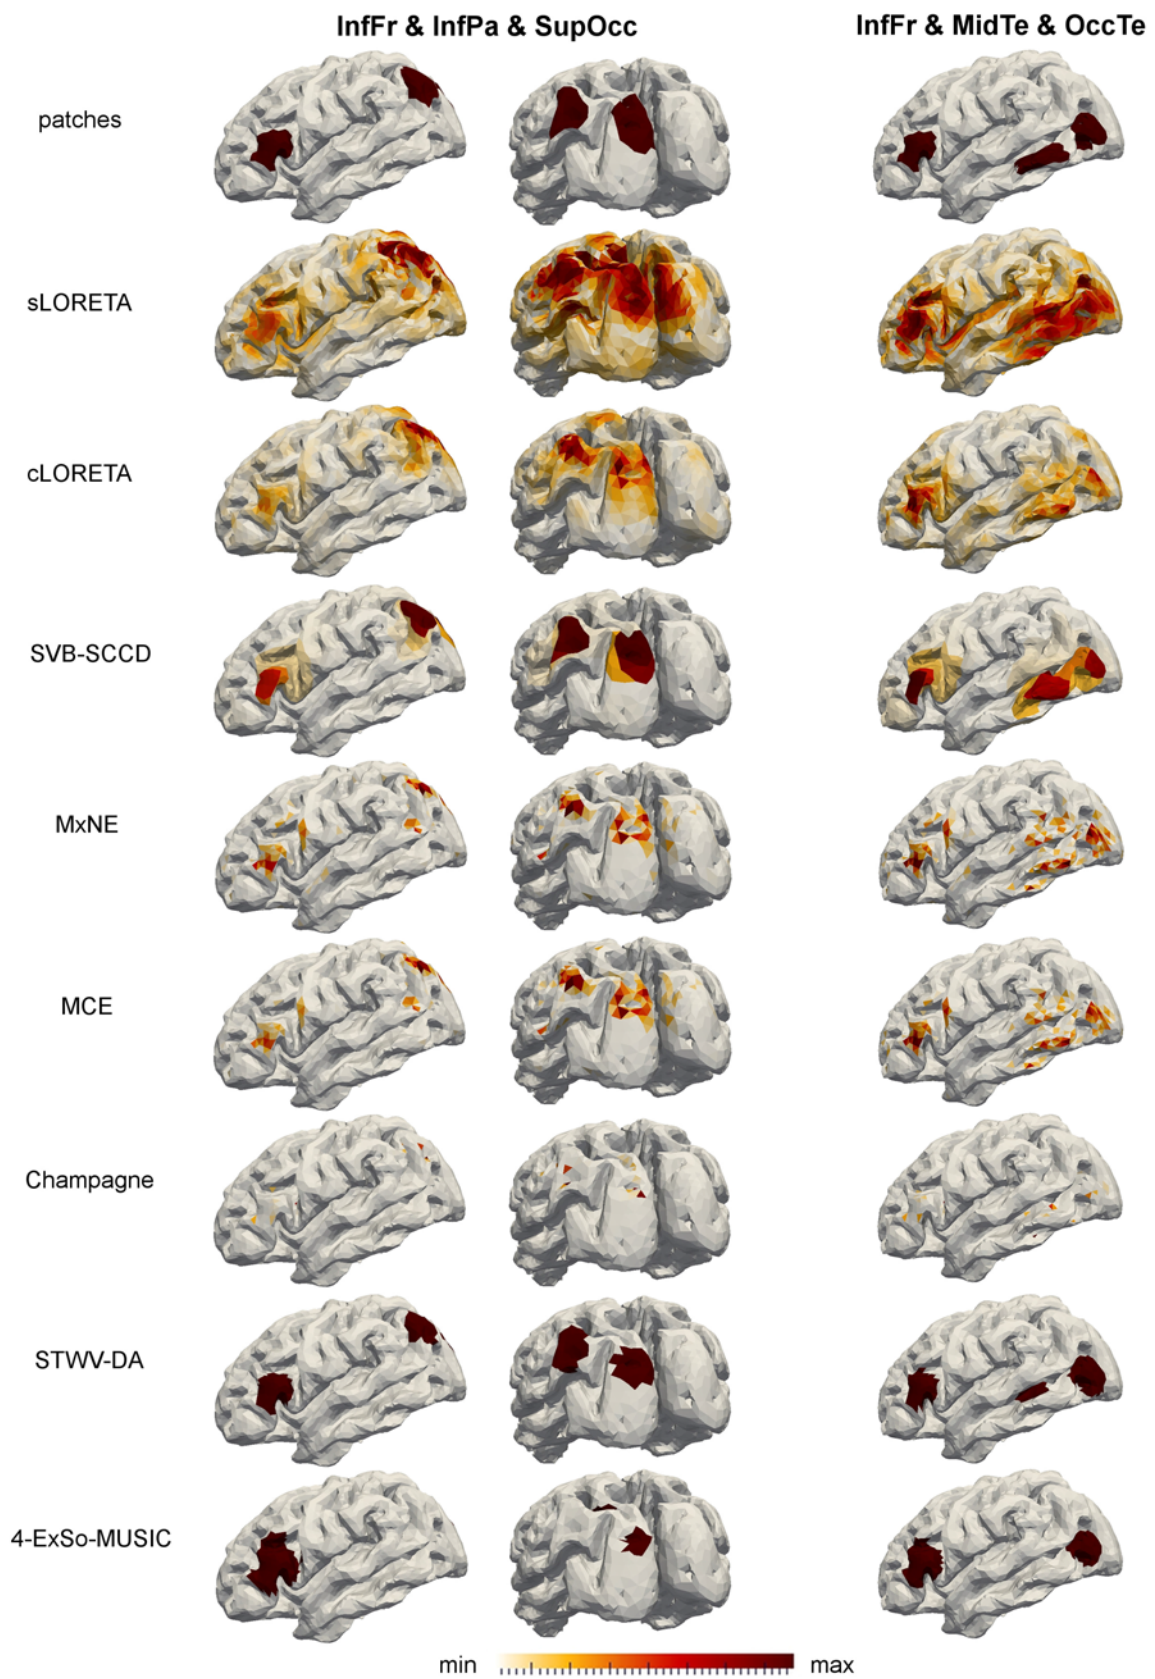 InfFr & InfPa & SupOcc
InfFr & MidTe & OccTe
patches
sLORETA
cLORETA
SVB-SCCD
MxNE
MCE
Champagne
STWV-DA
4-ExSo-MUSIC
min
max